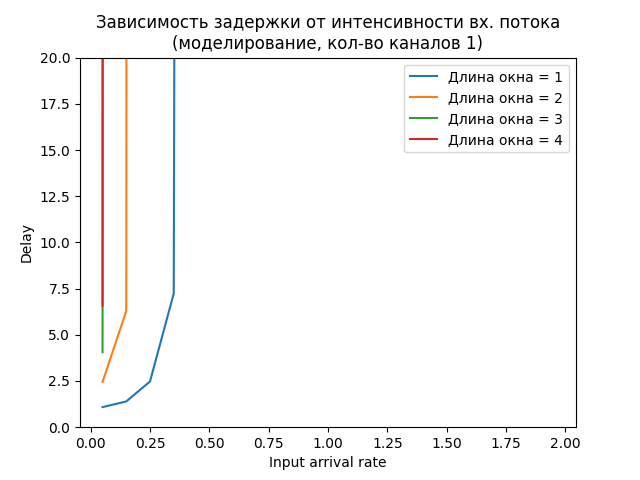 Зависимость задержки от интенсивности вх. потока
(моделирование, кол-во каналов 1)
20.0
17.5
15.0
12.5
10.0
7.5
5.0
2.5
0.0
Delay
Длина окна = 1
Длина окна = 2
Длина окна = 3
Длина окна = 4
0.00 0.25 0.50 0.75 1.00 1.25 1.50 1.75 2.00
Input arrival rate